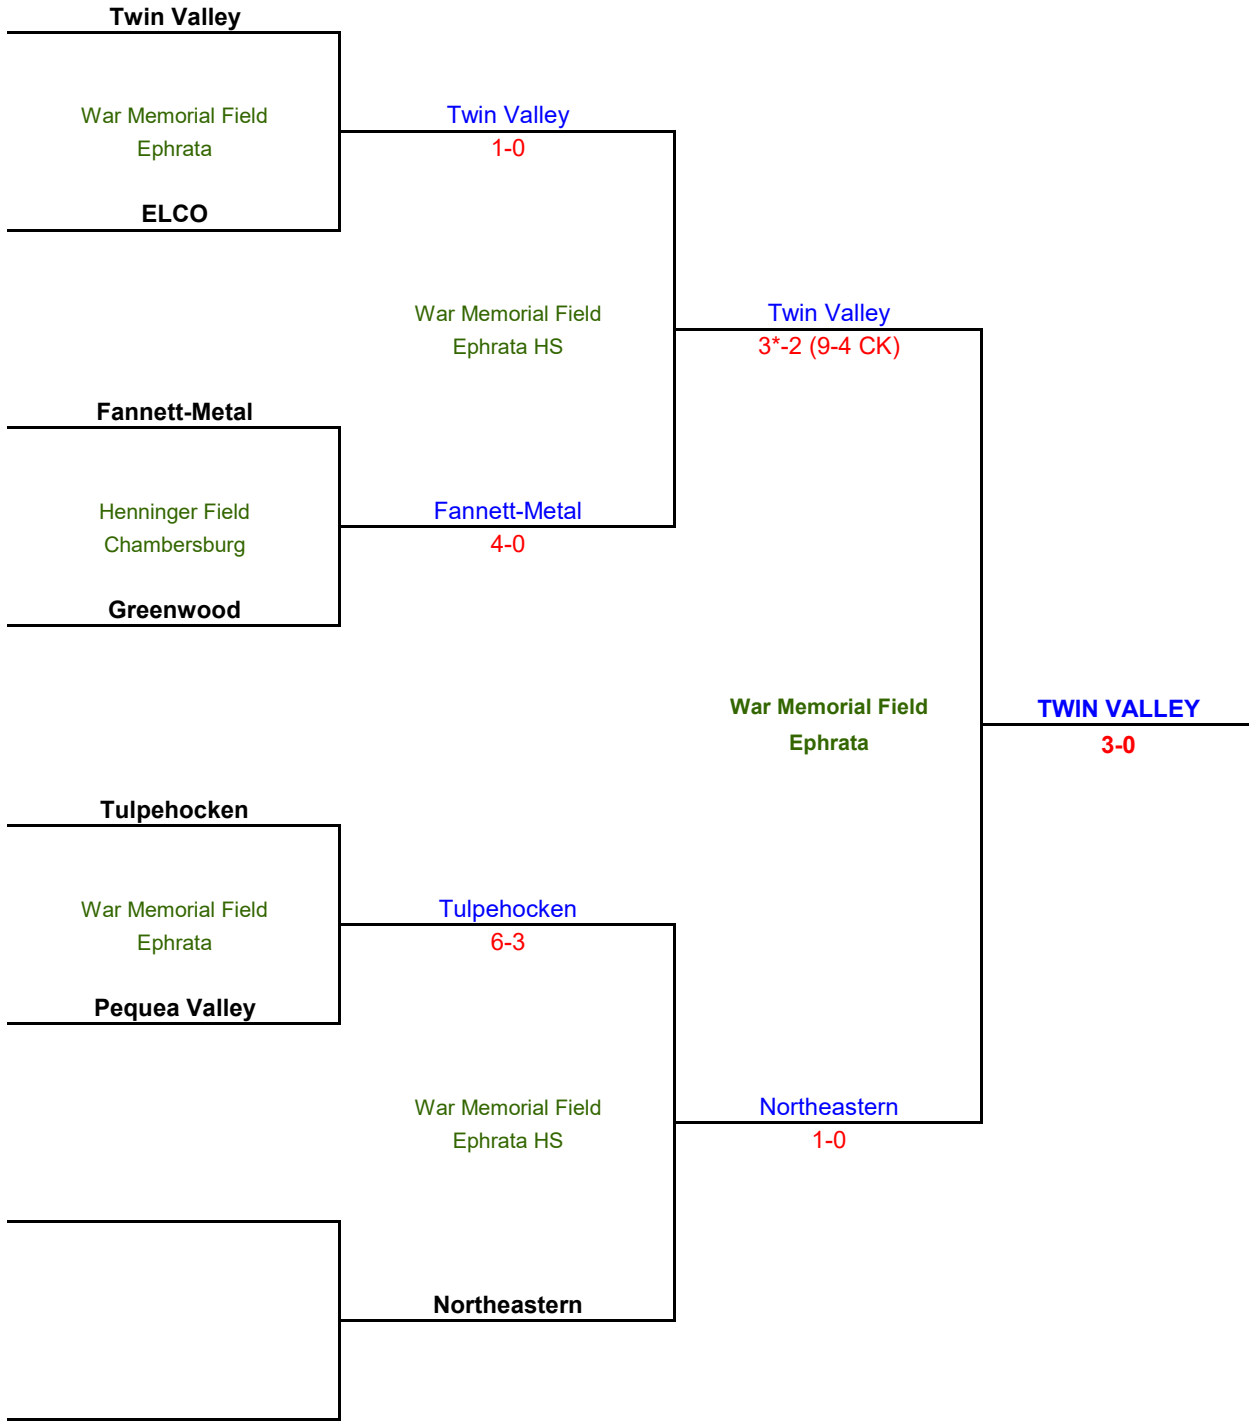 Twin Valley
War Memorial Field
Ephrata
Twin Valley
1-0
ELCO
War Memorial Field
Ephrata HS
Twin Valley
3*-2 (9-4 CK)
Fannett-Metal
Henninger Field
Chambersburg
Fannett-Metal
4-0
Greenwood
War Memorial Field
Ephrata
TWIN VALLEY
3-0
Tulpehocken
War Memorial Field
Ephrata
Tulpehocken
6-3
Pequea Valley
War Memorial Field
Ephrata HS
Northeastern
1-0
Northeastern